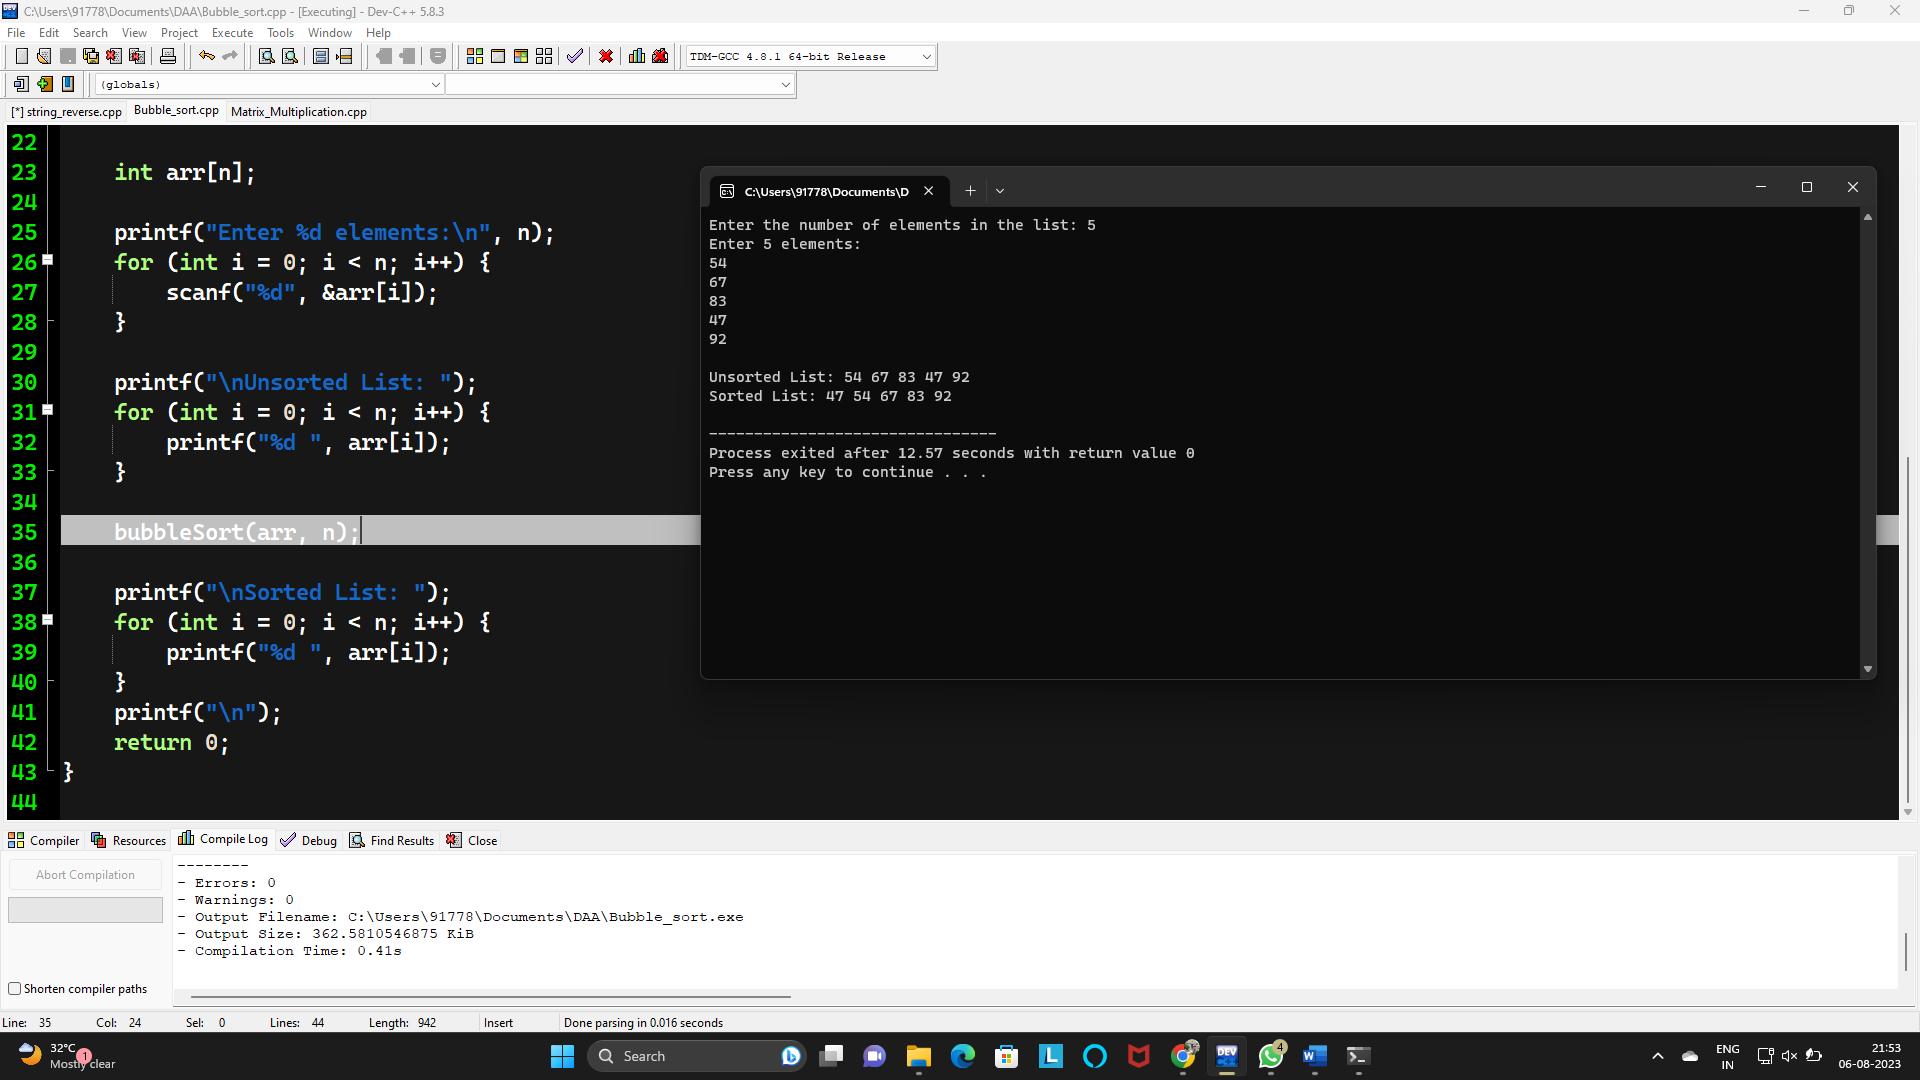 C:\Users\91778\Documents\DAA\Bubble_sort.cpp - [Executing] - Dev-C++ 5.8.3
File Edit Search View Project Execute Tools Window Help
TDM-GCC 4.8.1 64-bit Release
(globals)
[*] string_reverse.cpp Bubble_sort.cpp Matrix_Multiplication.cpp
22
23 int arr[n];
24
25 printf("Enter %d elements:\n", n);
26 for (int i = 0; i < n; i++) {
27 scanf("%d", &arr[i]);
28 }
29
30 printf("\nUnsorted List: ");
31 for (int i = 0; i < n; i++) {
32 printf("%d ", arr[i]);
33 }
34
35 bubbleSort(arr, n);
36
37 printf("\nSorted List: ");
38 for (int i = 0; i < n; i++) {
39 printf("%d ", arr[i]);
40 }
41 printf("\n");
42 return 0;
43 }
44
C:\Users\91778\Documents\D
Enter the number of elements in the list: 5
Enter 5 elements:
54
67
83
47
92
Unsorted List: 54 67 83 47 92
Sorted List: 47 54 67 83 92
--------------------------------
Process exited after 12.57 seconds with return value 0
Press any key to continue . . .
Compiler Resources Compile Log Debug Find Results Close
Abort Compilation
Shorten compiler paths
--------
- Errors: 0
- Warnings: 0
- Output Filename: C:\Users\91778\Documents\DAA\Bubble_sort.exe
- Output Size: 362.5810546875 KiB
- Compilation Time: 0.41s
Line: 35 Col: 24 Sel: 0 Lines: 44 Length: 942 Insert Done parsing in 0.016 seconds
32°C 1
Mostly clear
Search
L
DEV
4
W
ENG
IN
21:53
06-08-2023